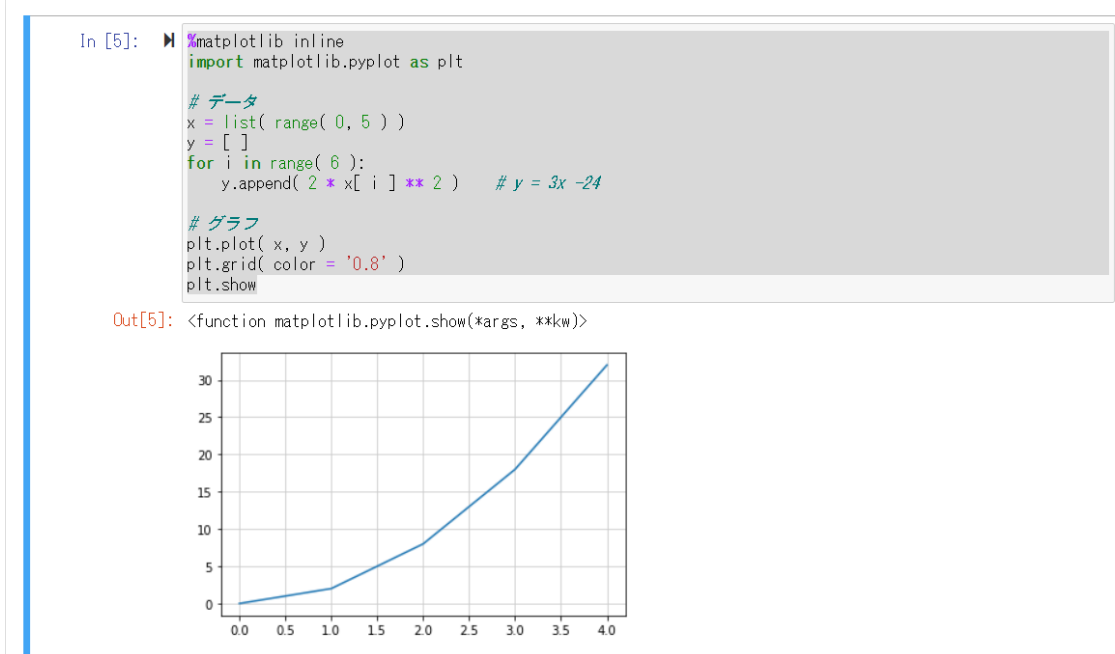 In [5]:
%matplotlib inline
import matplotlib.pyplot as plt
# データ
x = list( range( 0, 5 ) )
y = [ ]
for i in range( 6 ):
    y.append( 2 * x[ i ] ** 2 )    # y = 3x -24
# グラフ
plt.plot( x, y )
plt.grid( color = '0.8' )
plt.show
Out[5]: <function matplotlib.pyplot.show(*args, **kw)>
30
25
20
15
10
5
0
0.0 0.5 1.0 1.5 2.0 2.5 3.0 3.5 4.0